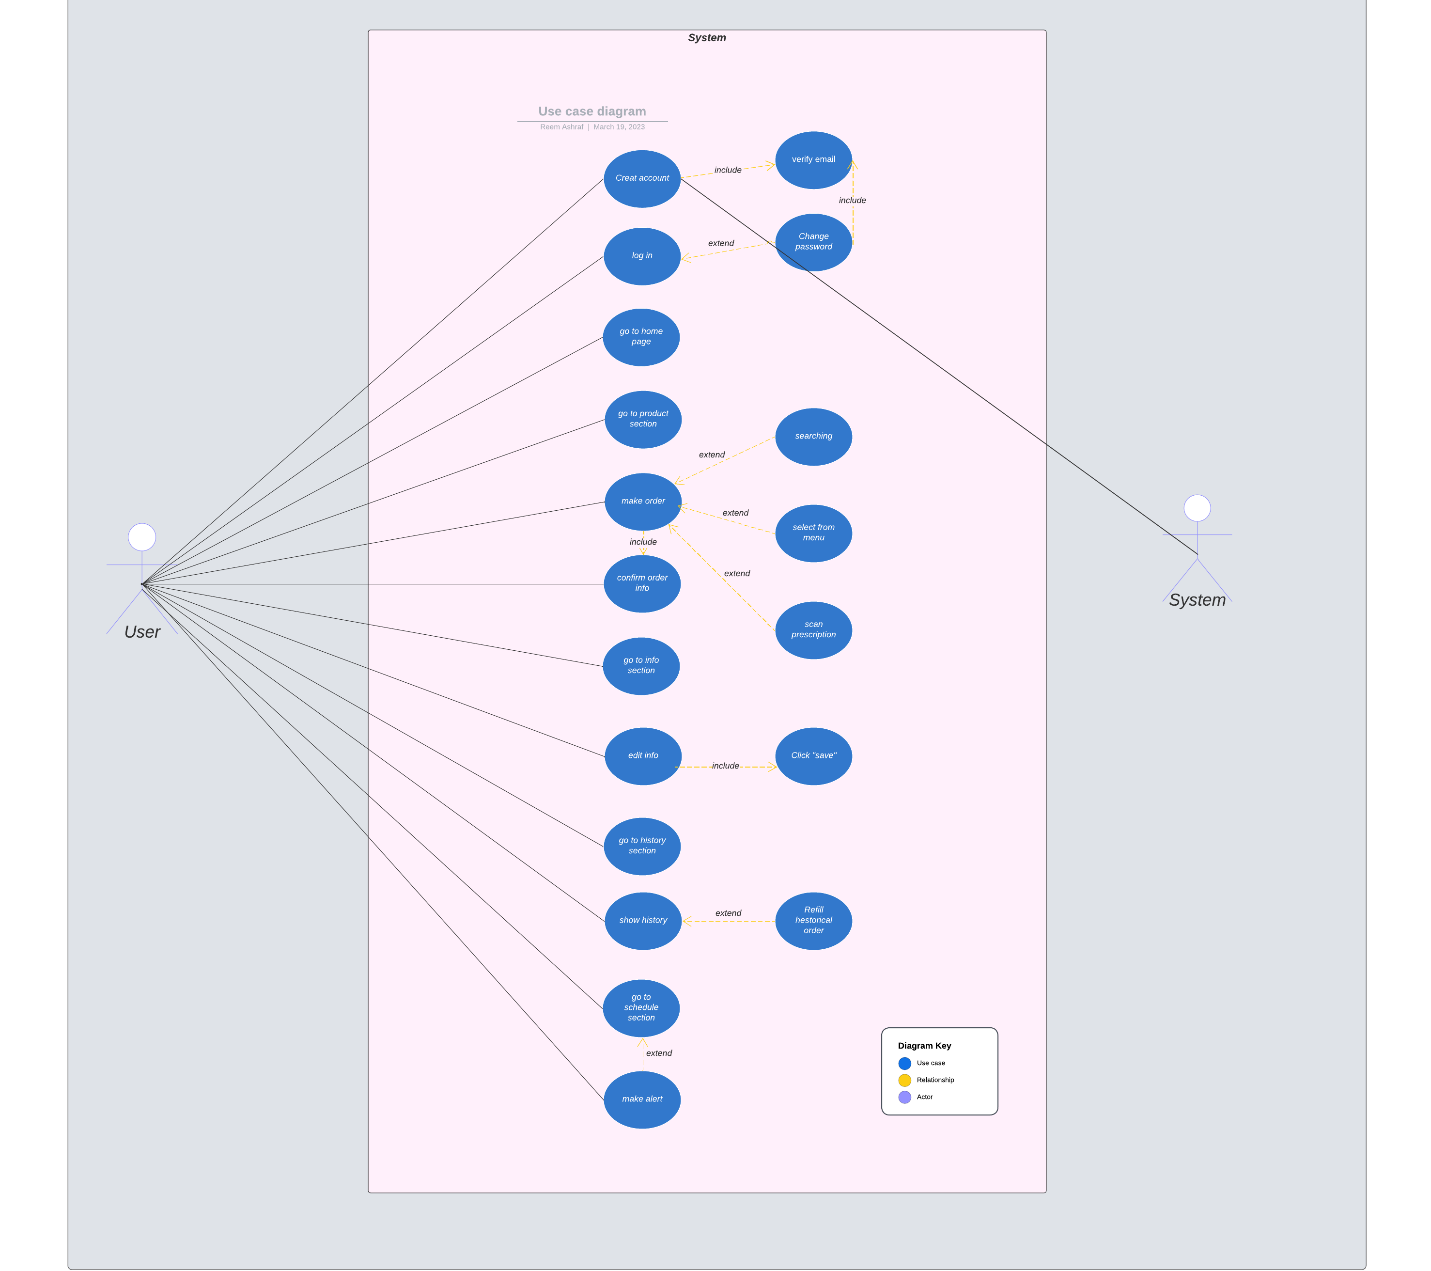 System
Use case diagram
Reem Ashraf | March 19, 2023
Creat account
include
verify email
include
log in
extend
Change
password
go to home
page
go to product
section
searching
extend
make order
extend
select from
menu
include
confirm order
info
extend
scan
prescription
go to info
section
User
System
edit info
include
Click "save"
go to history
section
show history
extend
Refill
hestorical
order
go to
schedule
section
extend
make alert
Diagram Key
Use case
Relationship
Actor